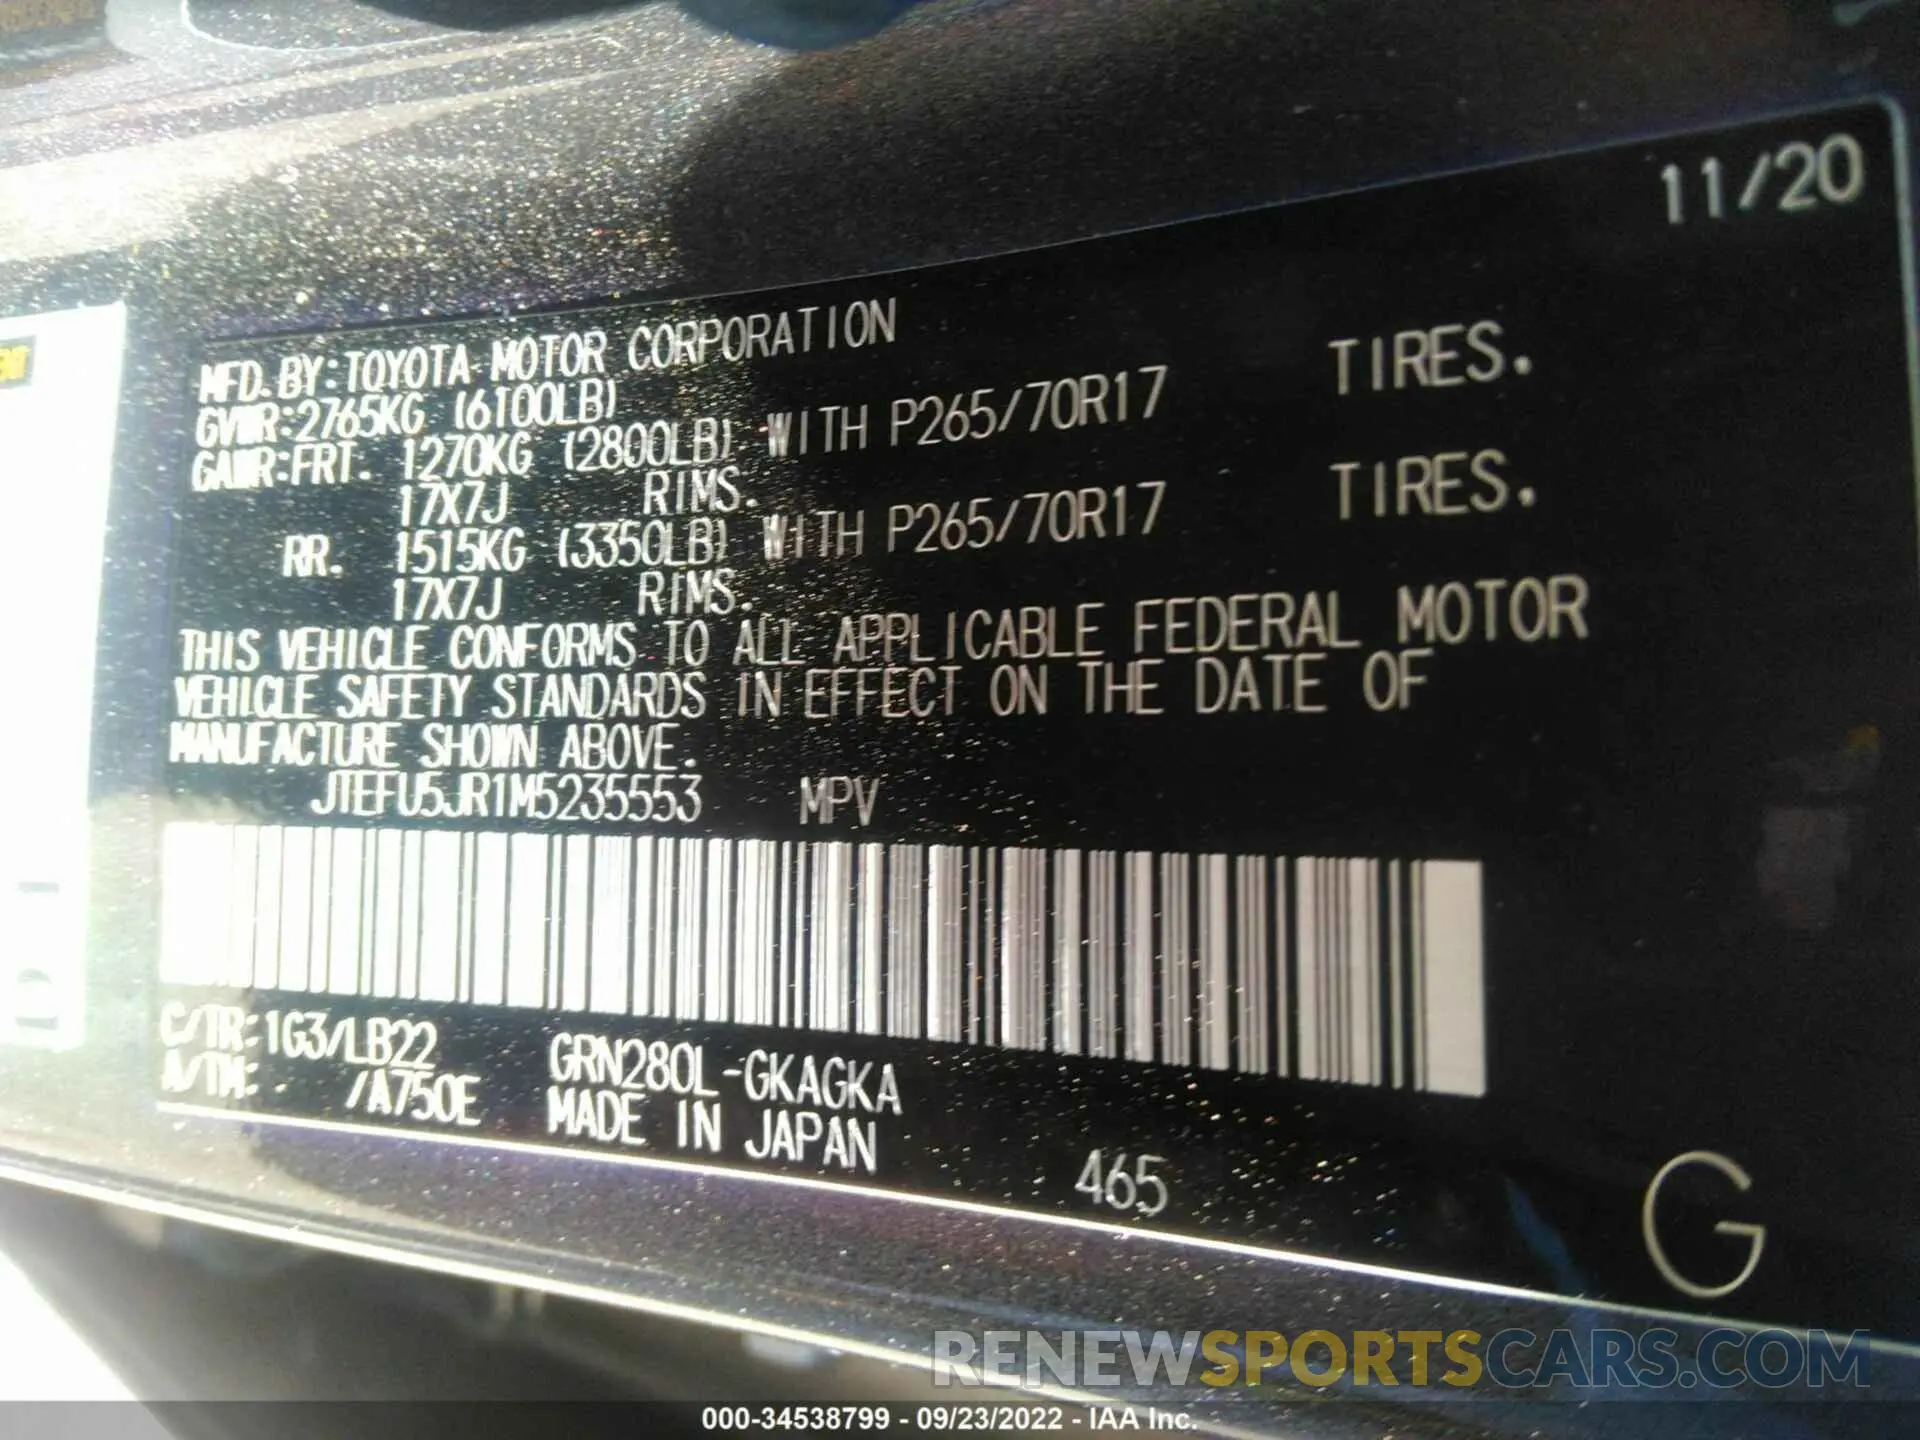 11/20
MFD. BY: TOYOTA MOTOR CORPORATION
GVWR: 2765KG (6100LB)
GAWR: FRT. 1270KG (2800LB) WITH P265/70R17 TIRES.
17X7J RIMS.
RR. 1515KG (3350LB) WITH P265/70R17 TIRES.
17X7J RIMS.
THIS VEHICLE CONFORMS TO ALL APPLICABLE FEDERAL MOTOR
VEHICLE SAFETY STANDARDS IN EFFECT ON THE DATE OF
MANUFACTURE SHOWN ABOVE.
JTEFU5JR1M5235553 MPV
C/TR: 1G3/LB22 GRN280L-GKAGKA
A/TM: - /A750E MADE IN JAPAN
465
G
RENEWSPORTSCARS.COM
000-34538799 - 09/23/2022 - IAA Inc.